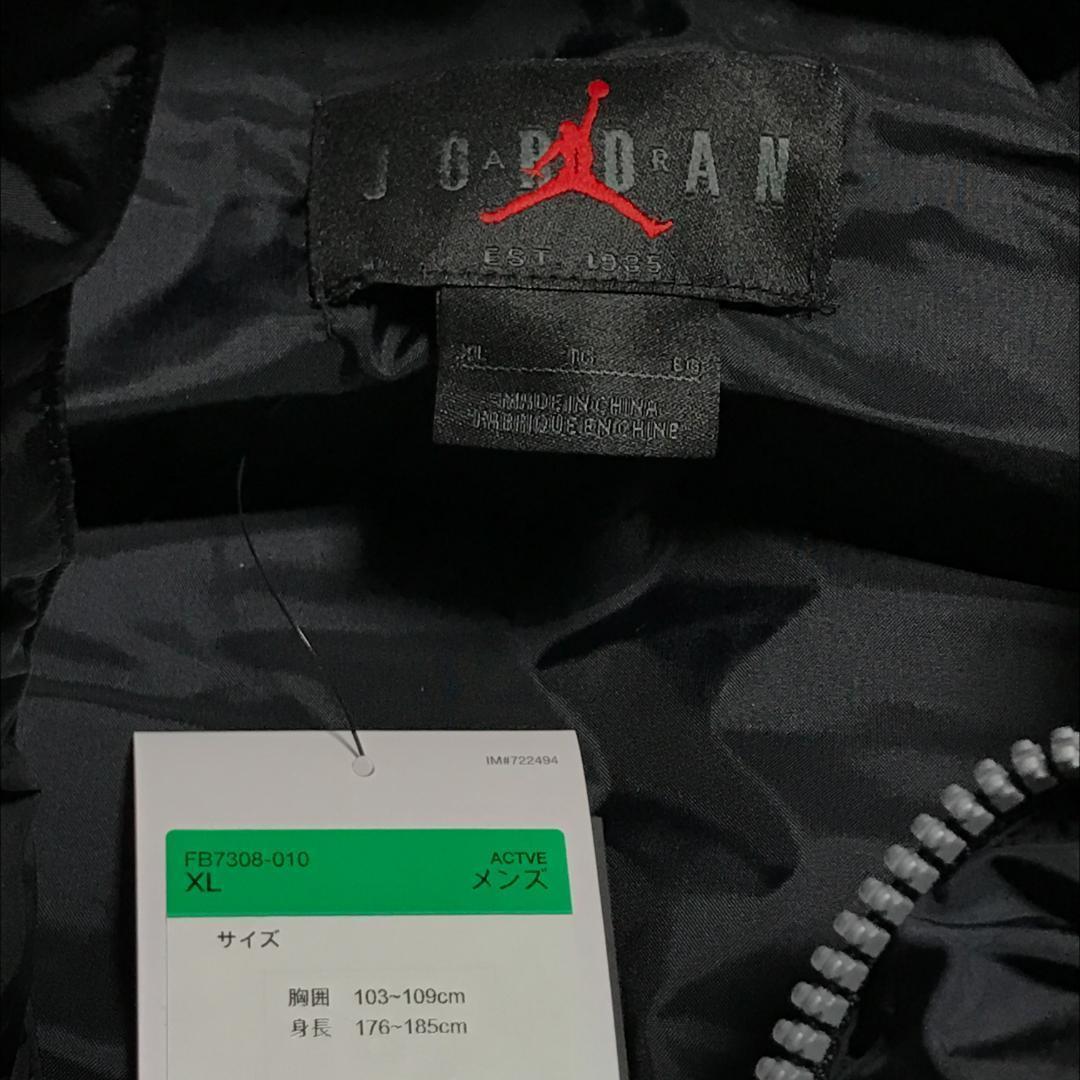 JORDAN
AIR
EST. 1985
XL TG EG
MADE IN CHINA
FABRIQUE EN CHINE
IM#722494
FB7308-010 ACTVE
XL メンズ
サイズ
胸囲 103~109cm
身長 176~185cm